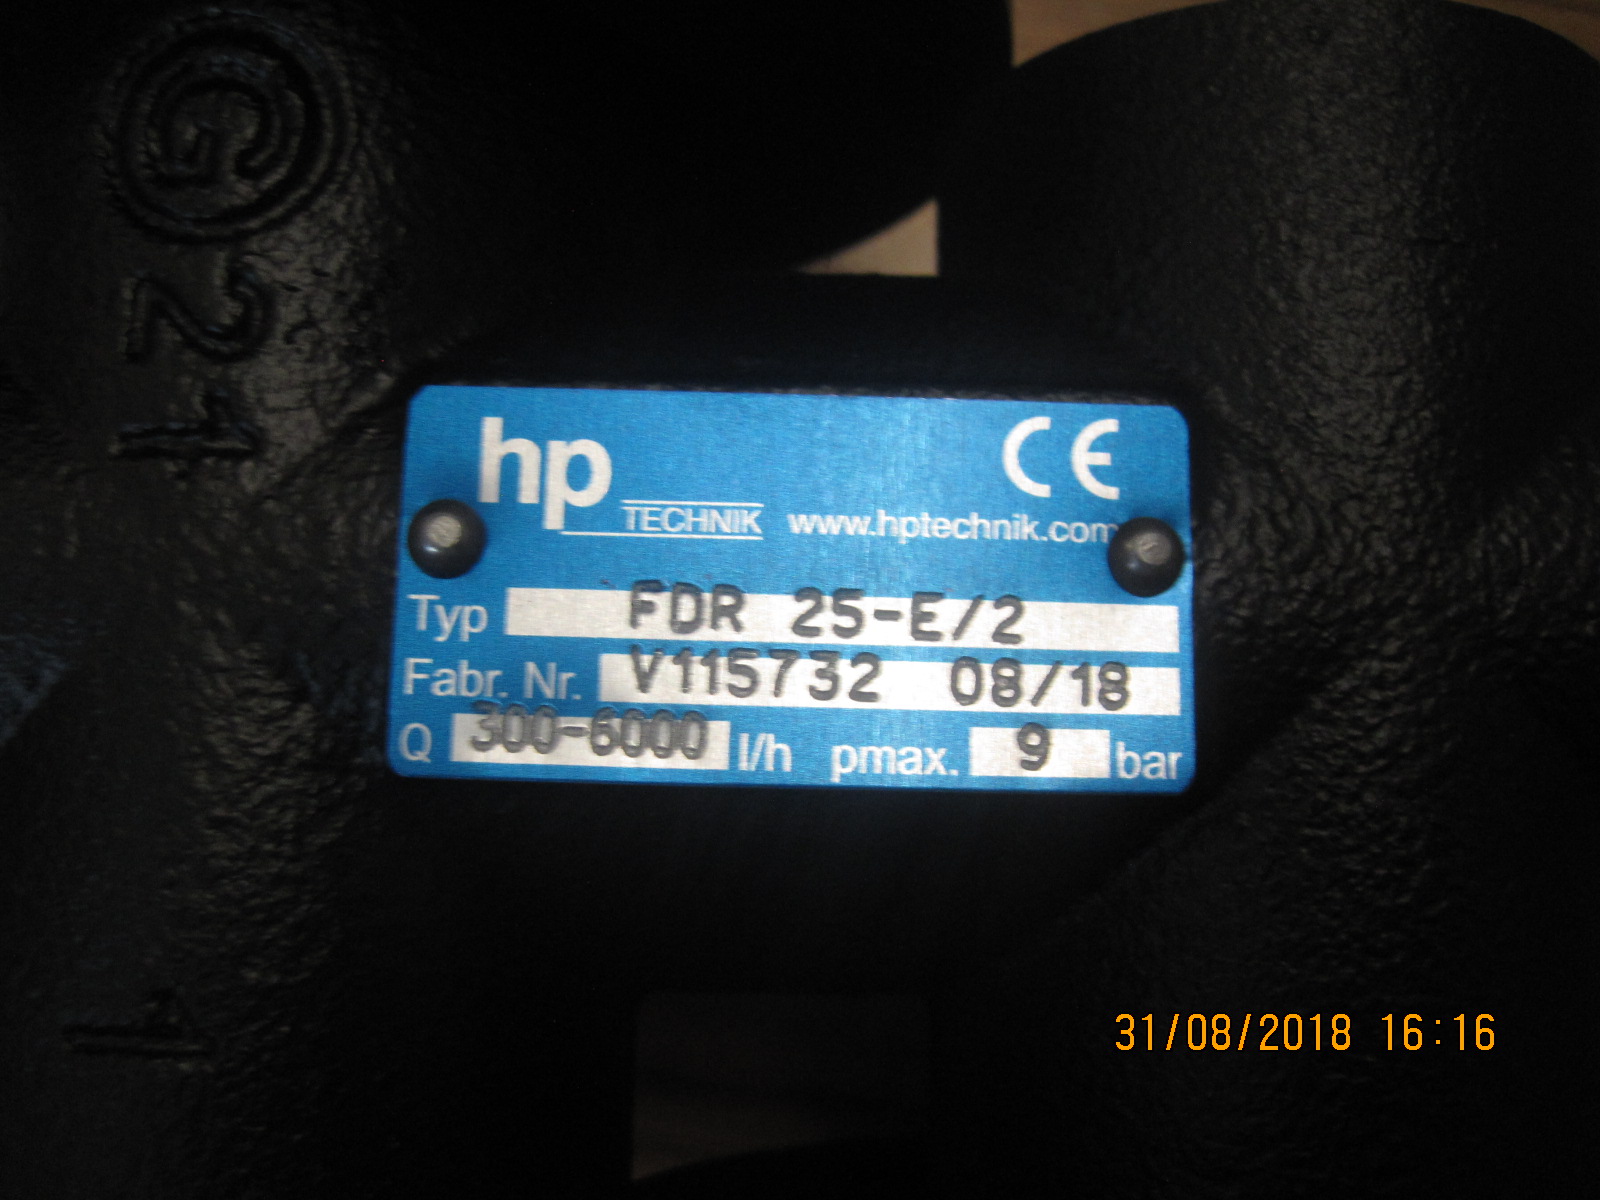 G
21
1
hp TECHNIK www.hptechnik.com
CE
Typ FDR 25-E/2
Fabr. Nr. V115732 08/18
Q 300-6000 l/h pmax. 9 bar
31/08/2018 16:16